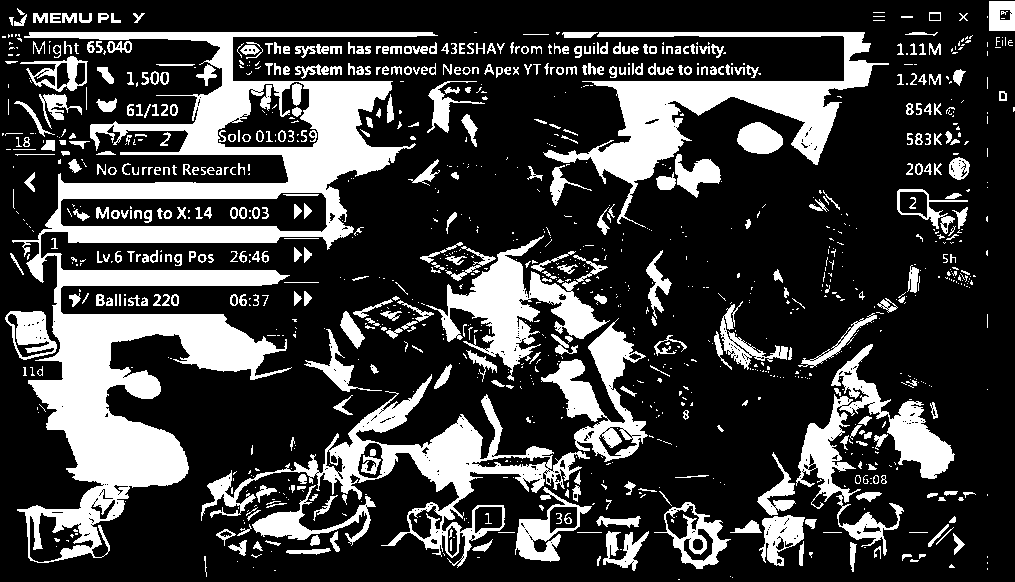 MEMU PL Y
File
Might 65,040
The system has removed 43ESHAY from the guild due to inactivity.
The system has removed Neon Apex YT from the guild due to inactivity.
1.11M
1,500
1.24M
61/120
854K
Solo 01:03:59
2
583K
18
No Current Research!
204K
Moving to X: 14 00:03
2
1
Lv.6 Trading Pos 26:46
5h
Ballista 220 06:37
4
11d
8
06:08
1
36